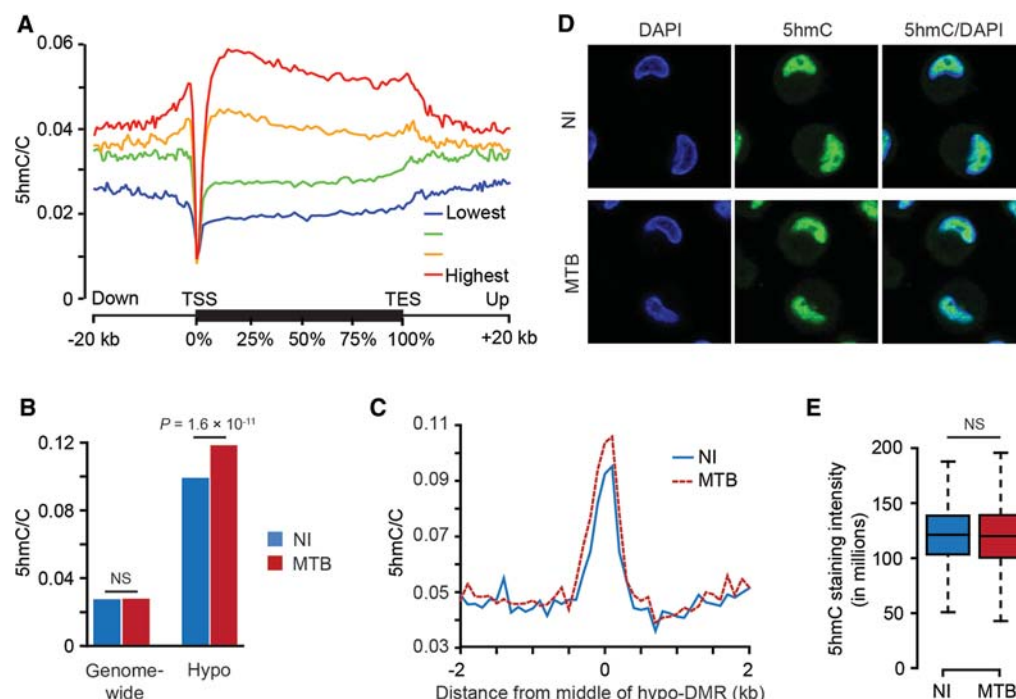 A
0.06
0.04
0.02
0
5hmC/C
Lowest
Highest
Down
TSS
TES
Up
-20 kb
0%
25%
50%
75%
100%
+20 kb
D
DAPI
5hmC
5hmC/DAPI
NI
MTB
B
P = 1.6 × 10⁻¹¹
0.12
0.08
0.04
0
5hmC/C
NS
NI
MTB
Genome-
wide
Hypo
C
0.11
0.09
0.07
0.05
0.03
5hmC/C
NI
MTB
-2
-1
0
1
2
Distance from middle of hypo-DMR (kb)
E
NS
200
150
100
50
0
5hmC staining intensity
(in millions)
NI
MTB